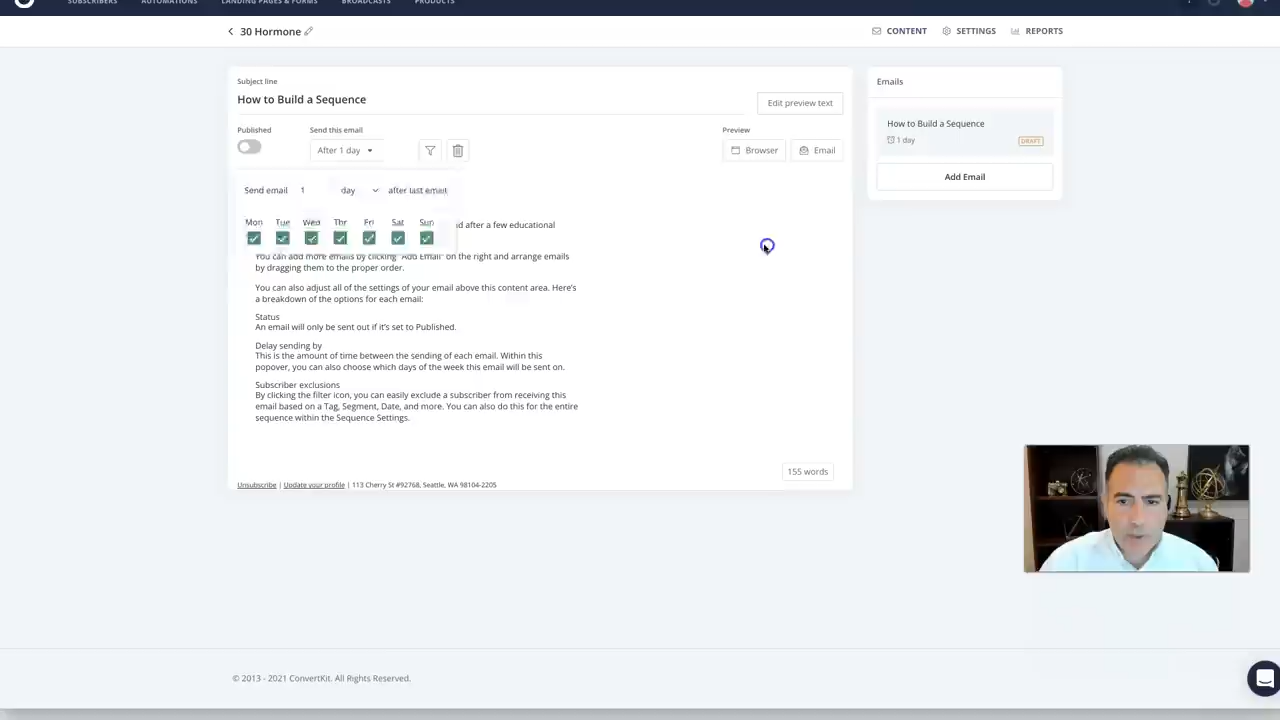 SUBSCRIBERS AUTOMATIONS LANDING PAGES & FORMS BROADCASTS PRODUCTS
30 Hormone
CONTENT SETTINGS REPORTS
Subject line
How to Build a Sequence
Edit preview text
Published
Send this email
After 1 day
Preview
Browser
Email
Send email 1 day after last email
Mon Tue Wed Thr Fri Sat Sun
after a few educational
You can add more emails by clicking "Add Email" on the right and arrange emails
by dragging them to the proper order.
You can also adjust all of the settings of your email above this content area. Here's
a breakdown of the options for each email:
Status
An email will only be sent out if it's set to Published.
Delay sending by
This is the amount of time between the sending of each email. Within this
popover, you can also choose which days of the week this email will be sent on.
Subscriber exclusions
By clicking the filter icon, you can easily exclude a subscriber from receiving this
email based on a Tag, Segment, Date, and more. You can also do this for the entire
sequence within the Sequence Settings.
155 words
Unsubscribe | Update your profile | 113 Cherry St #92768, Seattle, WA 98104-2205
Emails
How to Build a Sequence
1 day
DRAFT
Add Email
© 2013 - 2021 ConvertKit. All Rights Reserved.